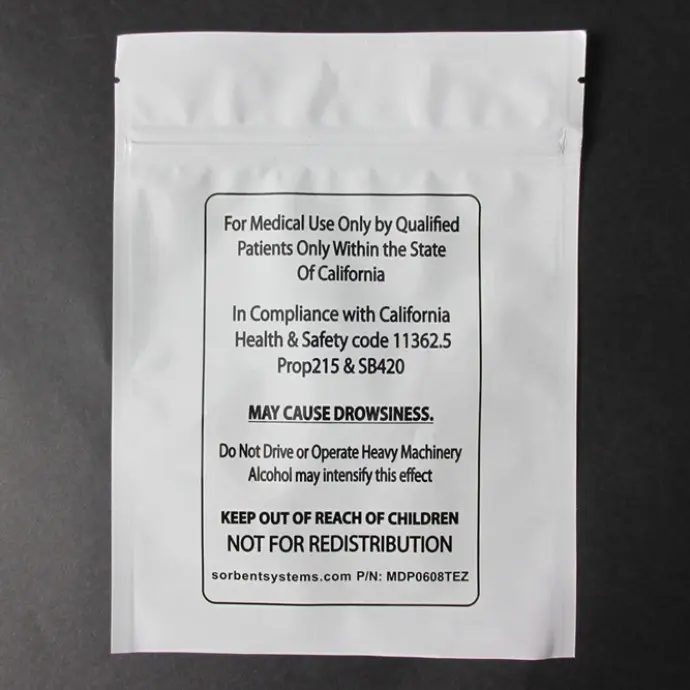 For Medical Use Only by Qualified
Patients Only Within the State
Of California
In Compliance with California
Health & Safety code 11362.5
Prop215 & SB420
MAY CAUSE DROWSINESS.
Do Not Drive or Operate Heavy Machinery
Alcohol may intensify this effect
KEEP OUT OF REACH OF CHILDREN
NOT FOR REDISTRIBUTION
sorbentsystems.com P/N: MDP0608TEZ